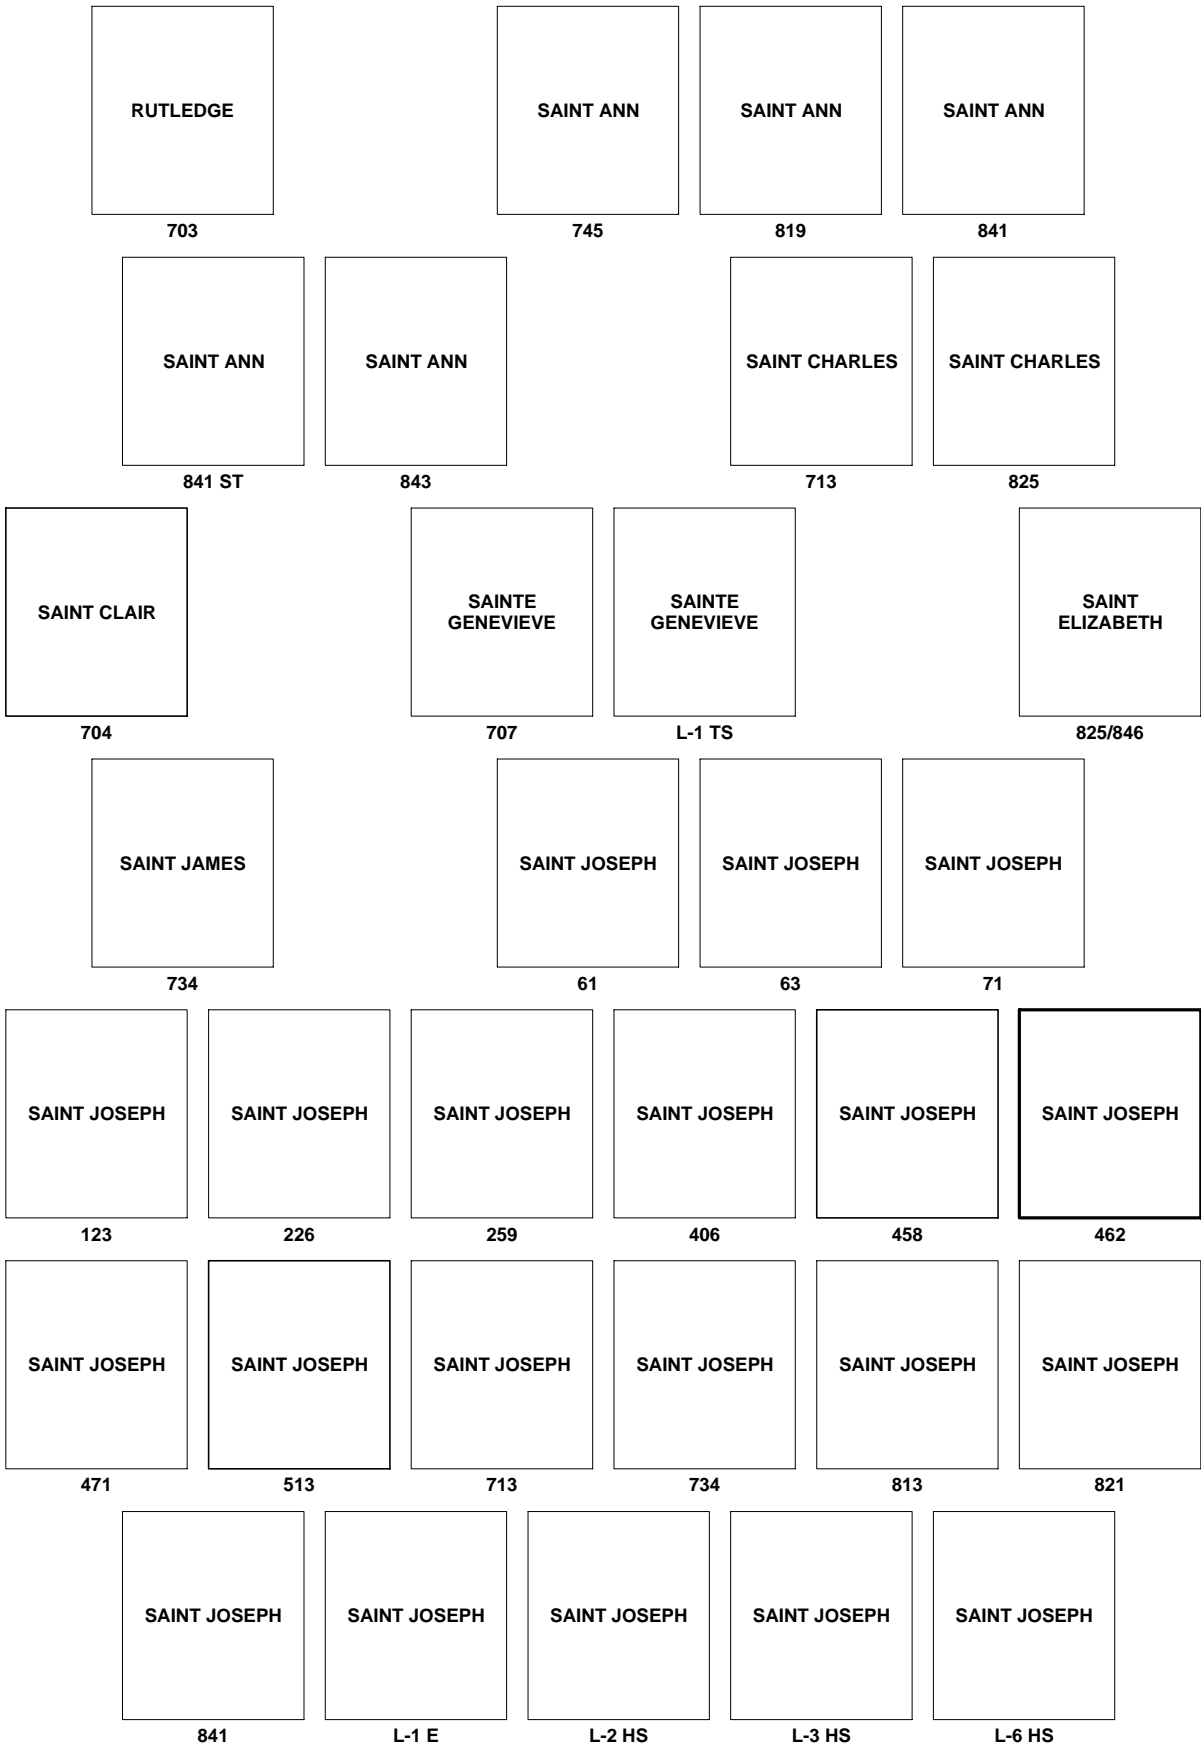 RUTLEDGE SAINT ANN SAINT ANN SAINT ANN
703 745 819 841
SAINT ANN SAINT ANN SAINT CHARLES SAINT CHARLES
841 ST 843 713 825
SAINT CLAIR SAINTE GENEVIEVE SAINTE GENEVIEVE SAINT ELIZABETH
704 707 L-1 TS 825/846
SAINT JAMES SAINT JOSEPH SAINT JOSEPH SAINT JOSEPH
734 61 63 71
SAINT JOSEPH SAINT JOSEPH SAINT JOSEPH SAINT JOSEPH SAINT JOSEPH SAINT JOSEPH
123 226 259 406 458 462
SAINT JOSEPH SAINT JOSEPH SAINT JOSEPH SAINT JOSEPH SAINT JOSEPH SAINT JOSEPH
471 513 713 734 813 821
SAINT JOSEPH SAINT JOSEPH SAINT JOSEPH SAINT JOSEPH SAINT JOSEPH
841 L-1 E L-2 HS L-3 HS L-6 HS